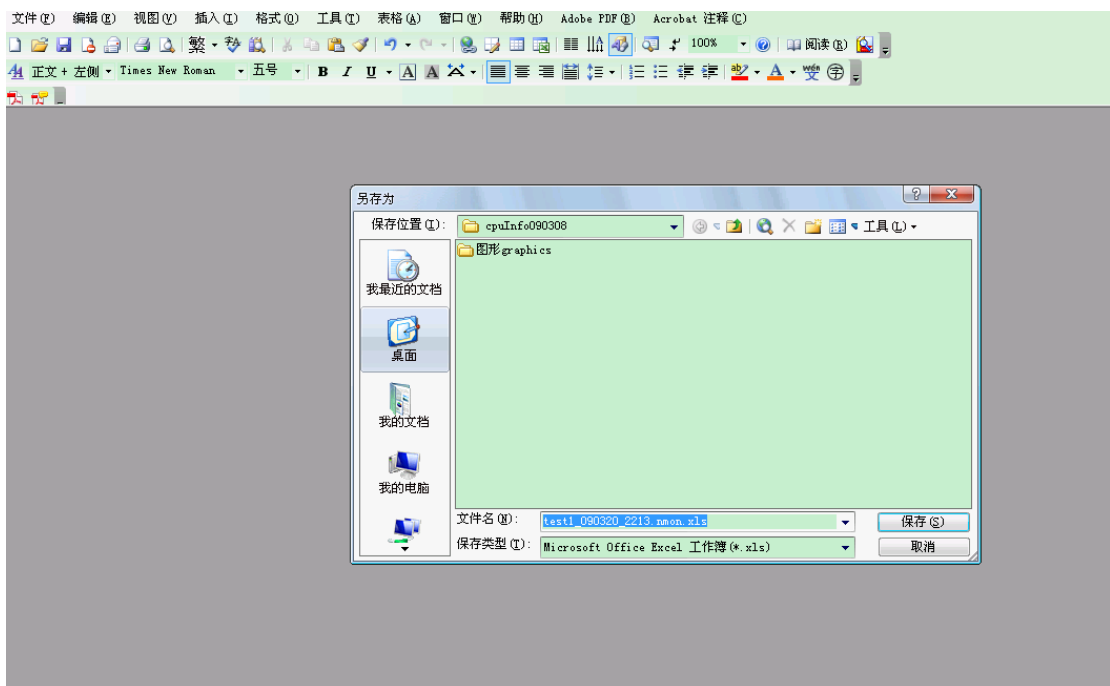 文件(F) 编辑(E) 视图(V) 插入(I) 格式(O) 工具(T) 表格(A) 窗口(W) 帮助(H) Adobe PDF(B) Acrobat 注释(C)
繁 100% 阅读(R)
正文 + 左侧 Times New Roman 五号 B I U A A A wén 字
另存为
保存位置(I): cpuInfo090308 工具(L)
图形graphics
我最近的文档
桌面
我的文档
我的电脑
文件名(N): test1_090320_2213.nmon.xls 保存(S)
保存类型(T): Microsoft Office Excel 工作簿(*.xls) 取消